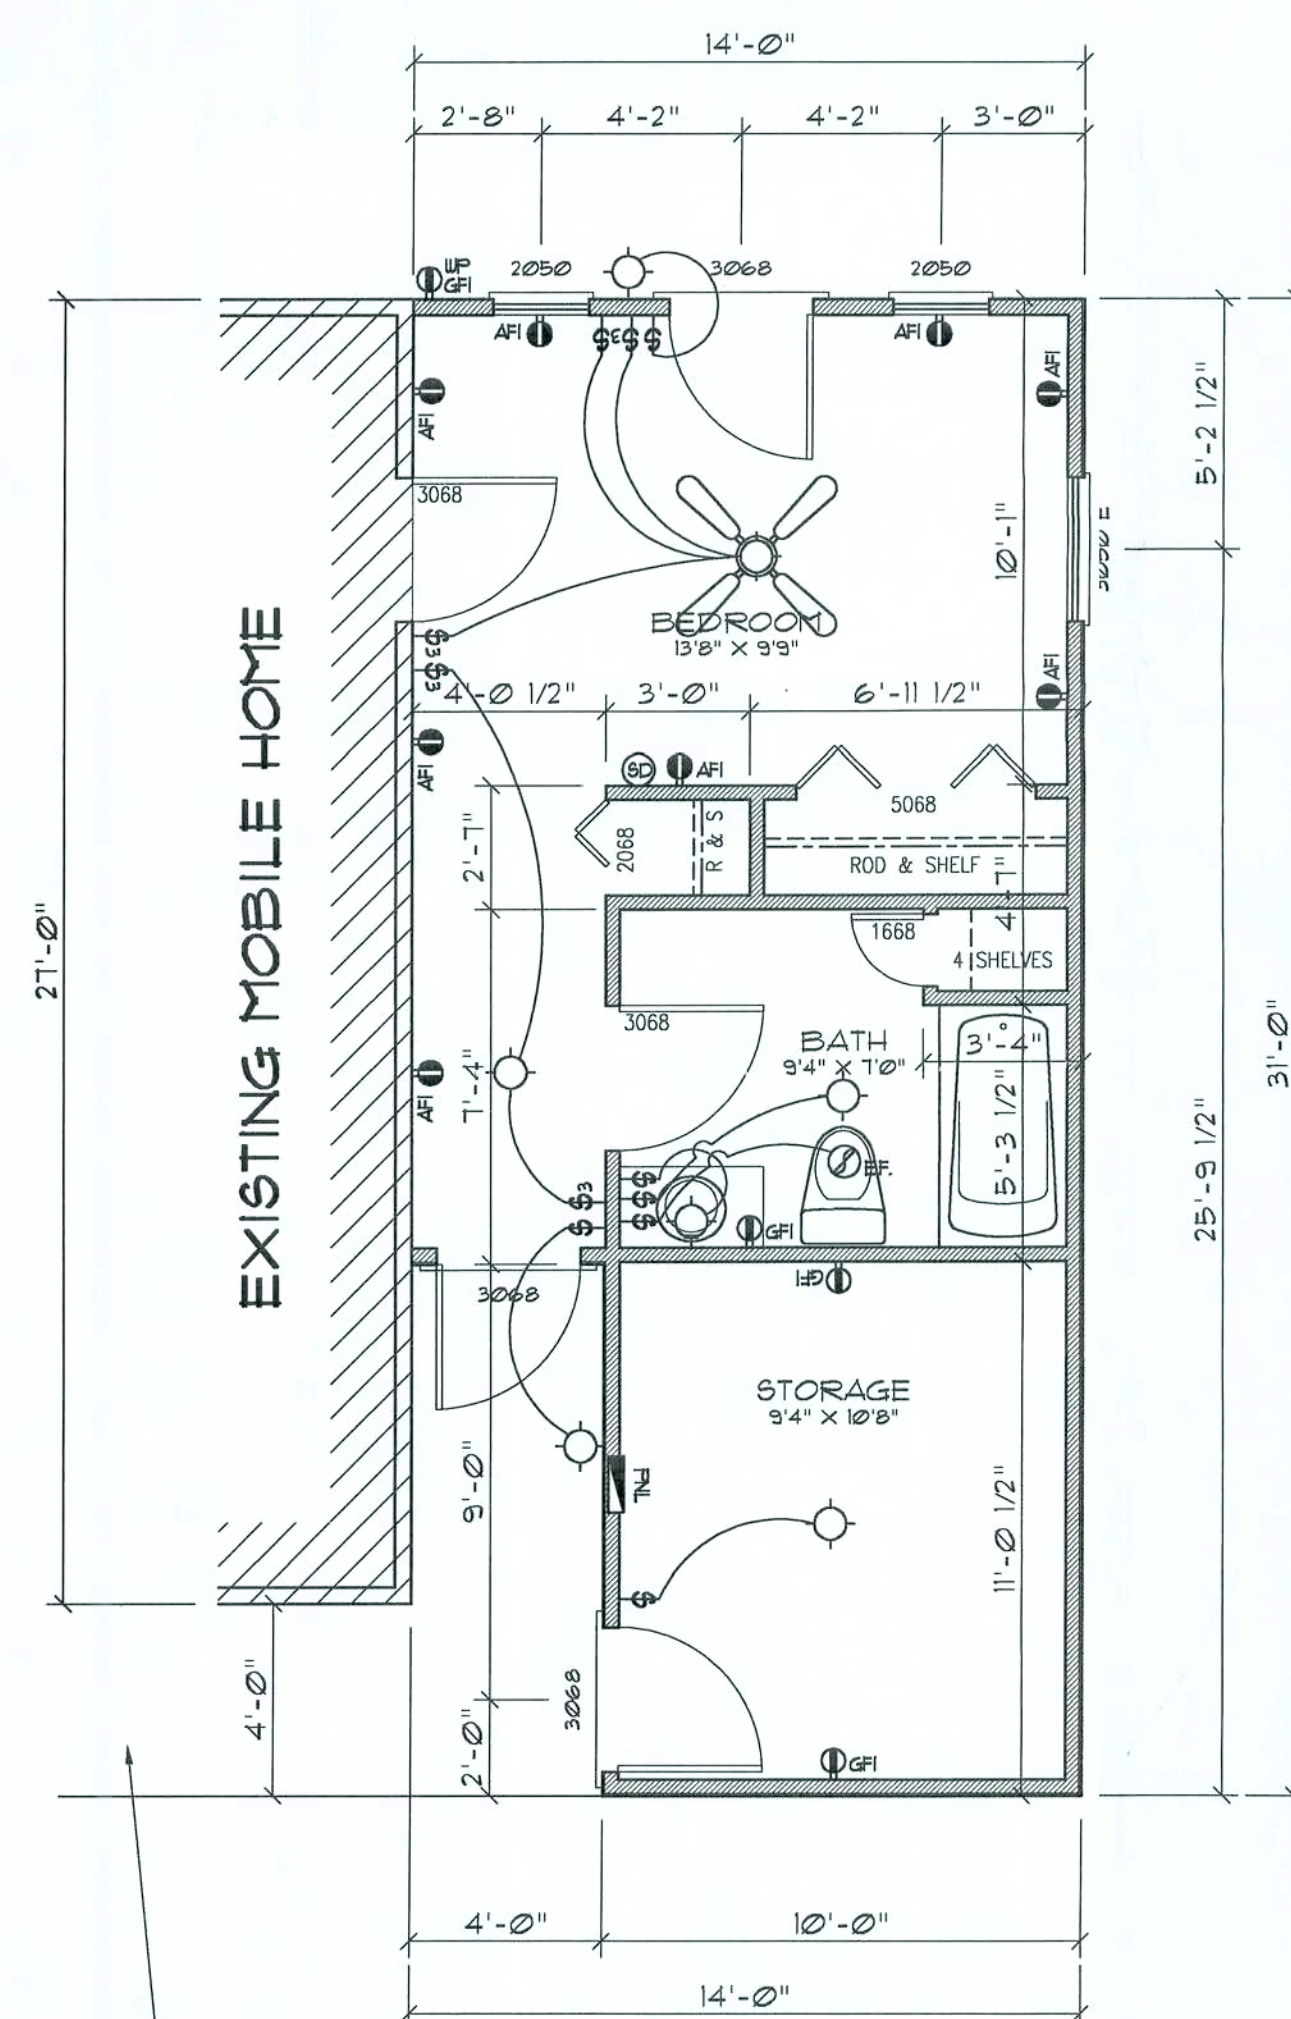 14'-0"
2'-8" 4'-2" 4'-2" 3'-0"
WP
GFI
2050
3068
2050
AFI
3
AFI
AFI
AFI
5'-2 1/2"
3068
10'-1"
BEDROOM
13'8" X 9'9"
EXISTING MOBILE HOME
27'-0"
3
3
AFI
4'-0 1/2" 3'-0" 6'-11 1/2"
SD
AFI
AFI
5068
2'-7"
2068
R & S
ROD & SHELF
4'-7"
1668
4 SHELVES
3068
BATH
9'4" X 7'0"
3'-4"
7'-4"
AFI
5'-3 1/2"
31'-0"
25'-9 1/2"
E.F.
3
GFI
GFI
3068
STORAGE
9'4" X 10'8"
9'-0"
PNL
11'-0 1/2"
4'-0"
3068
2'-0"
GFI
4'-0" 10'-0"
14'-0"